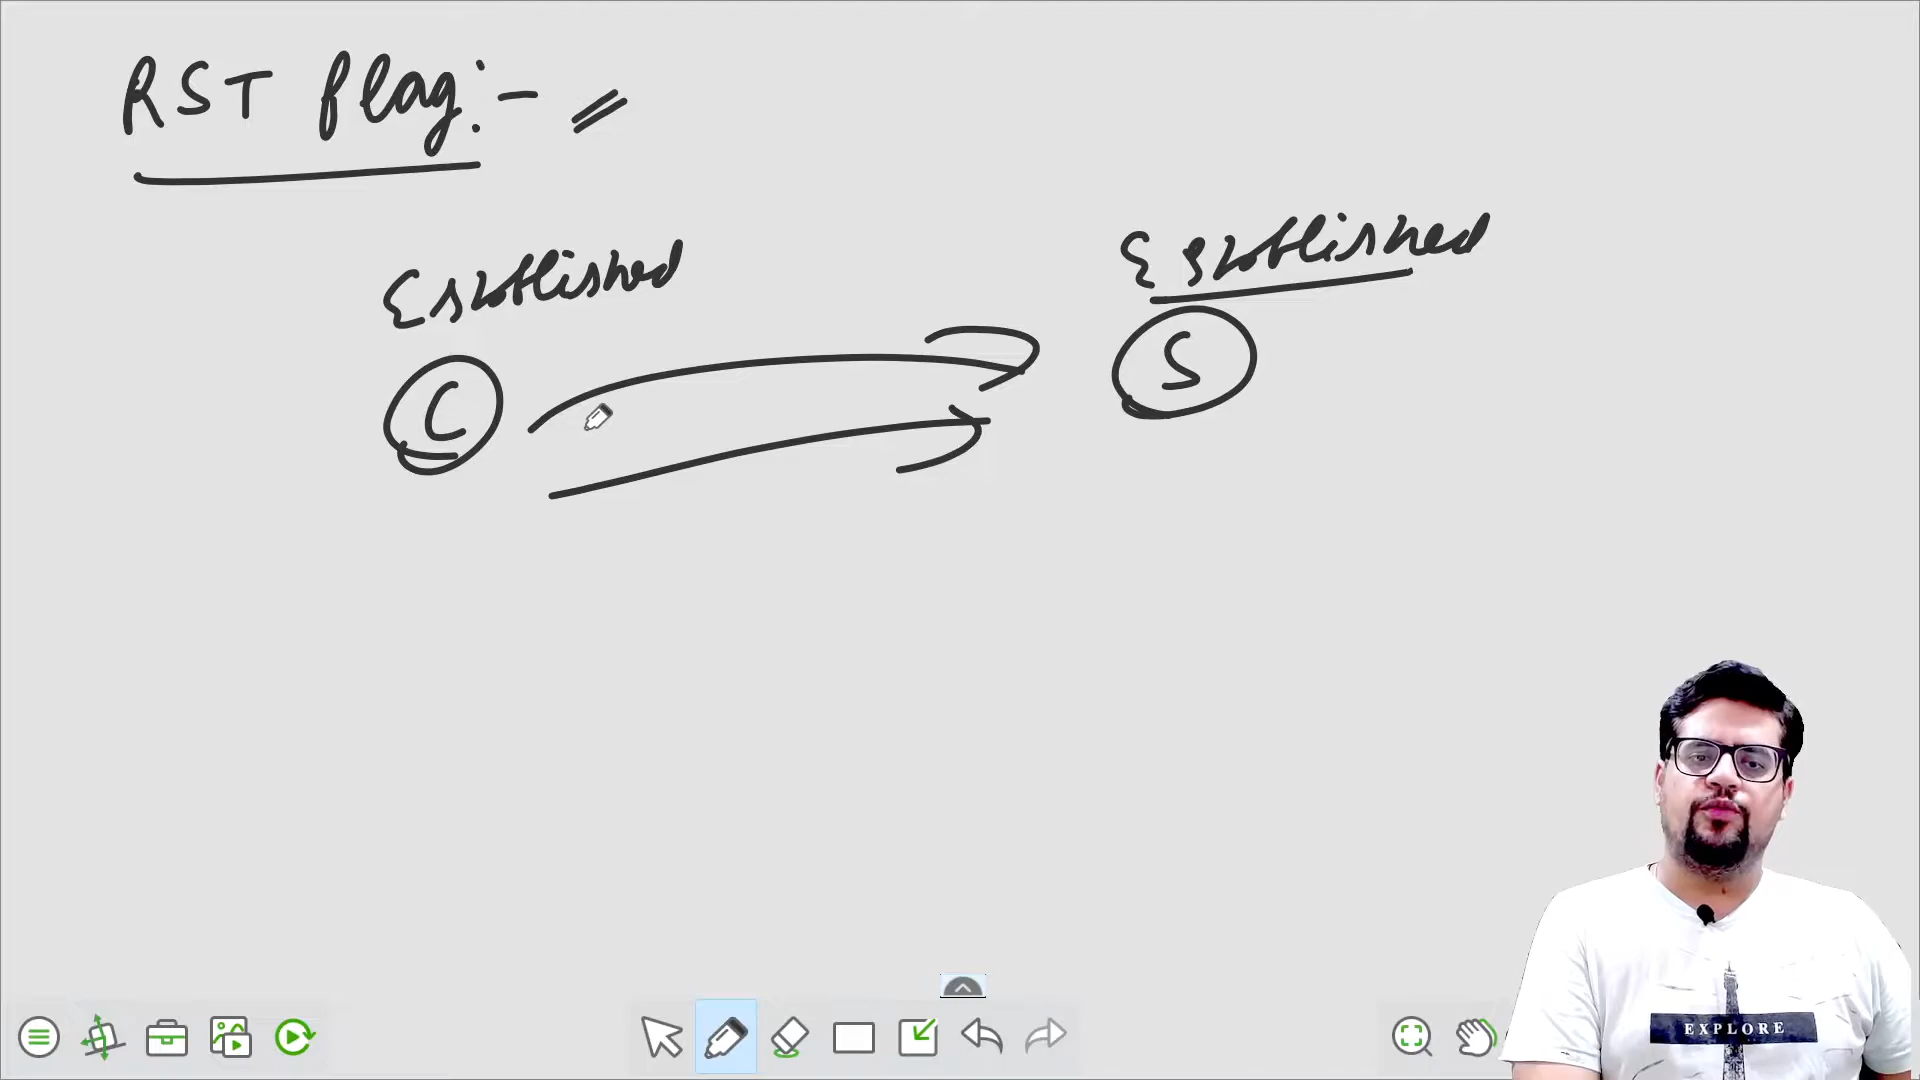 RST flag:- 
Established
Established
C
S
EXPLORE